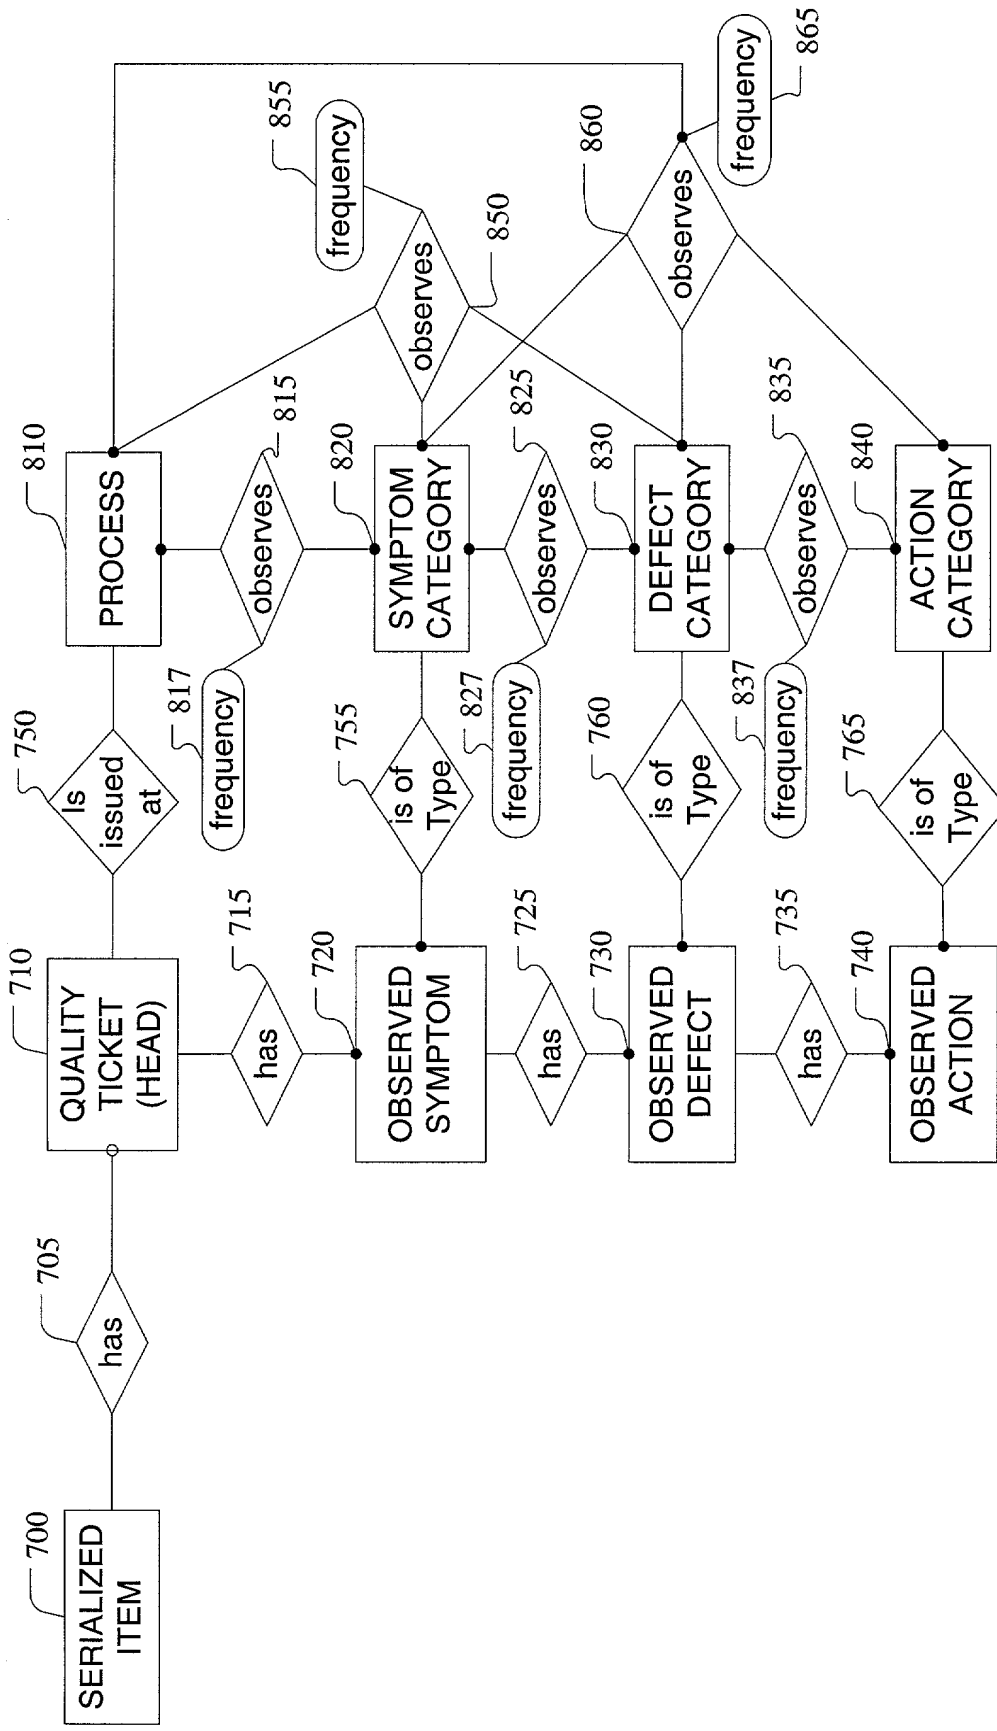 700
SERIALIZED
ITEM
705
has
710
QUALITY
TICKET
(HEAD)
750
Is
issued
at
810
PROCESS
715
has
817
frequency
observes
815
855
frequency
720
OBSERVED
SYMPTOM
755
is of
Type
820
SYMPTOM
CATEGORY
observes
850
725
has
827
frequency
observes
825
860
730
OBSERVED
DEFECT
760
is of
Type
830
DEFECT
CATEGORY
observes
frequency
865
735
has
837
frequency
observes
835
740
OBSERVED
ACTION
765
is of
Type
840
ACTION
CATEGORY